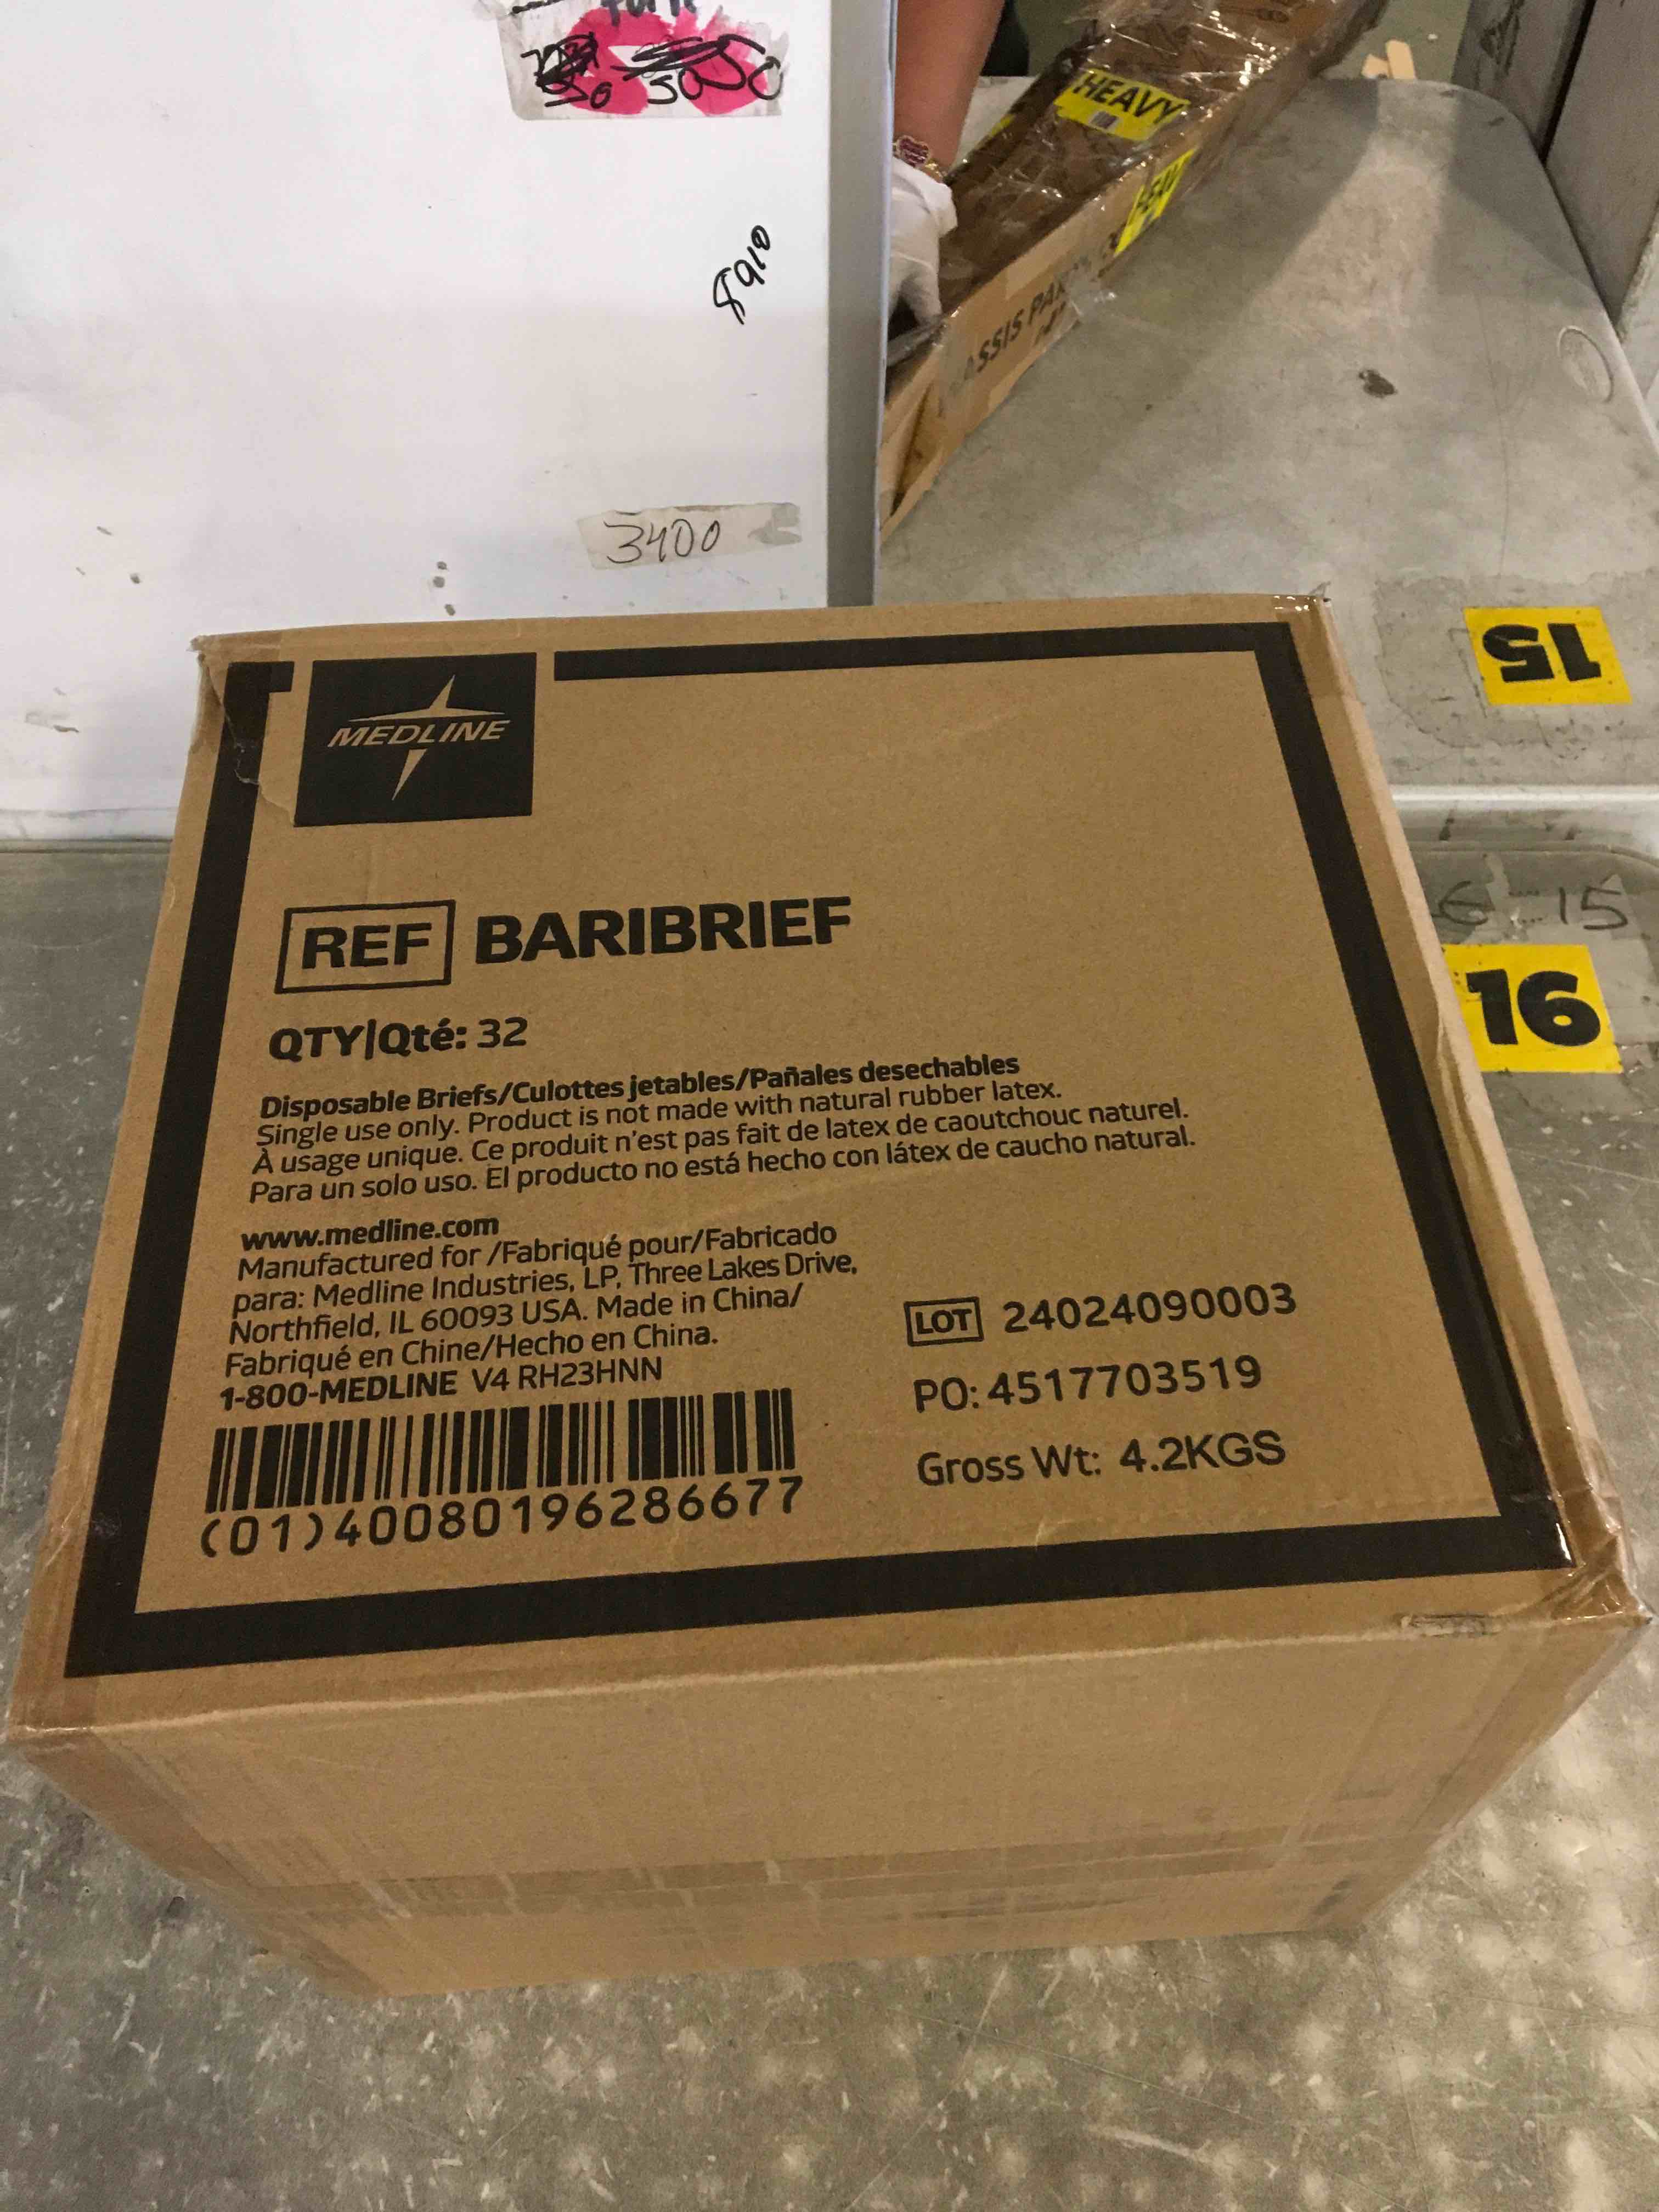 50 50 50
8910
3400
HEAVY
15
MEDLINE
REF BARIBRIEF
QTY|Qté: 32
Disposable Briefs/Culottes jetables/Pañales desechables
Single use only. Product is not made with natural rubber latex.
À usage unique. Ce produit n'est pas fait de latex de caoutchouc naturel.
Para un solo uso. El producto no está hecho con látex de caucho natural.
www.medline.com
Manufactured for /Fabriqué pour/Fabricado
para: Medline Industries, LP, Three Lakes Drive,
Northfield, IL 60093 USA. Made in China/
Fabriqué en Chine/Hecho en China.
1-800-MEDLINE V4 RH23HNN
(01)40080196286677
LOT 24024090003
PO: 4517703519
Gross Wt: 4.2KGS
15
16